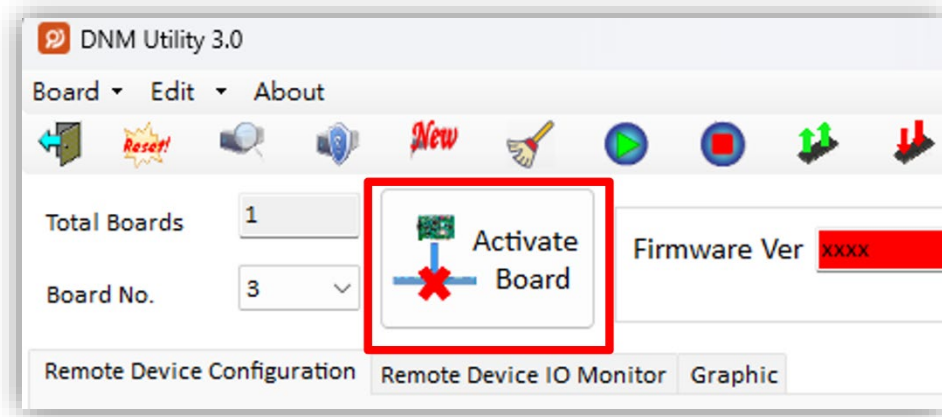 DNM Utility 3.0
Board Edit About
Reset! New
Total Boards 1
Activate
Board
Firmware Ver xxxx
Board No. 3
Remote Device Configuration Remote Device IO Monitor Graphic